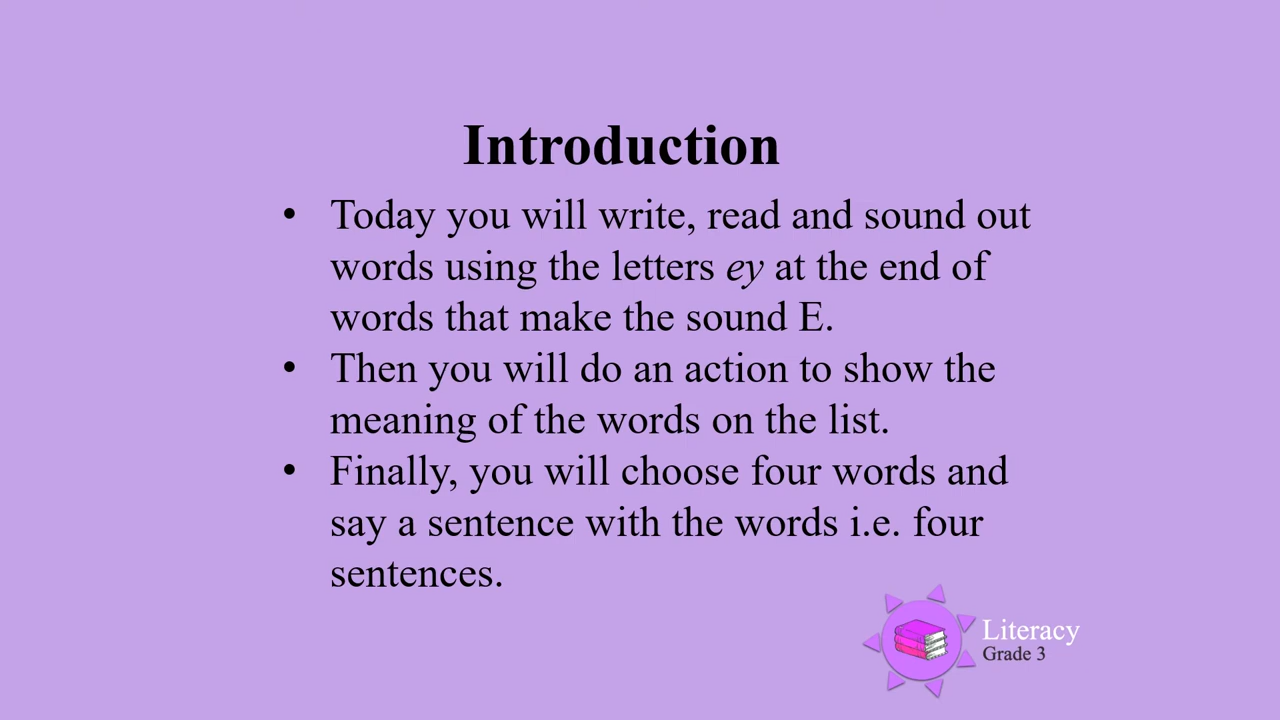 Introduction
• Today you will write, read and sound out
words using the letters ey at the end of
words that make the sound E.
• Then you will do an action to show the
meaning of the words on the list.
• Finally, you will choose four words and
say a sentence with the words i.e. four
sentences.
Literacy
Grade 3